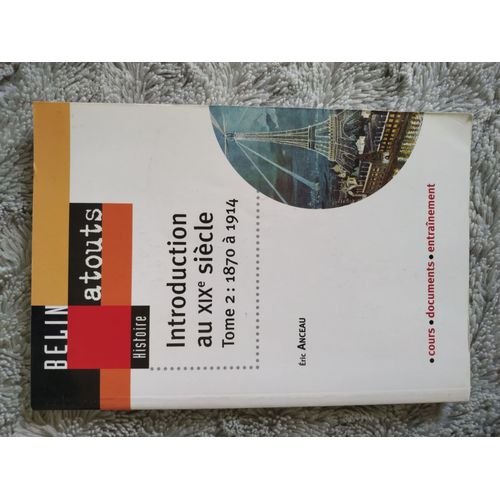 BELIN
atouts
Histoire
Introduction
au XIXe siècle
Tome 2 : 1870 à 1914
Éric ANCEAU
• cours • documents • entraînement